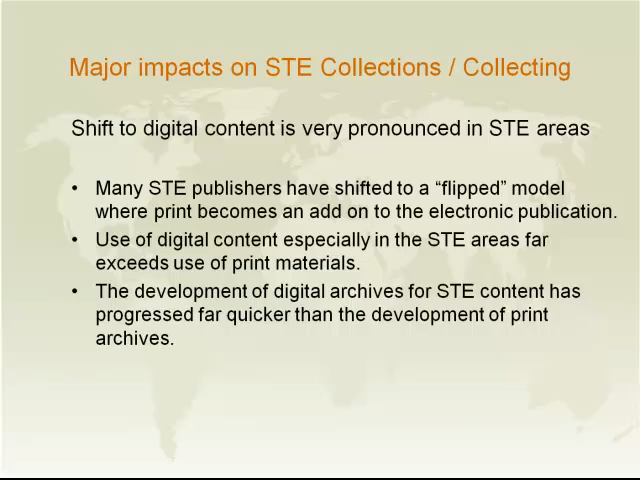 Major impacts on STE Collections / Collecting
Shift to digital content is very pronounced in STE areas
• Many STE publishers have shifted to a “flipped” model
where print becomes an add on to the electronic publication.
• Use of digital content especially in the STE areas far
exceeds use of print materials.
• The development of digital archives for STE content has
progressed far quicker than the development of print
archives.